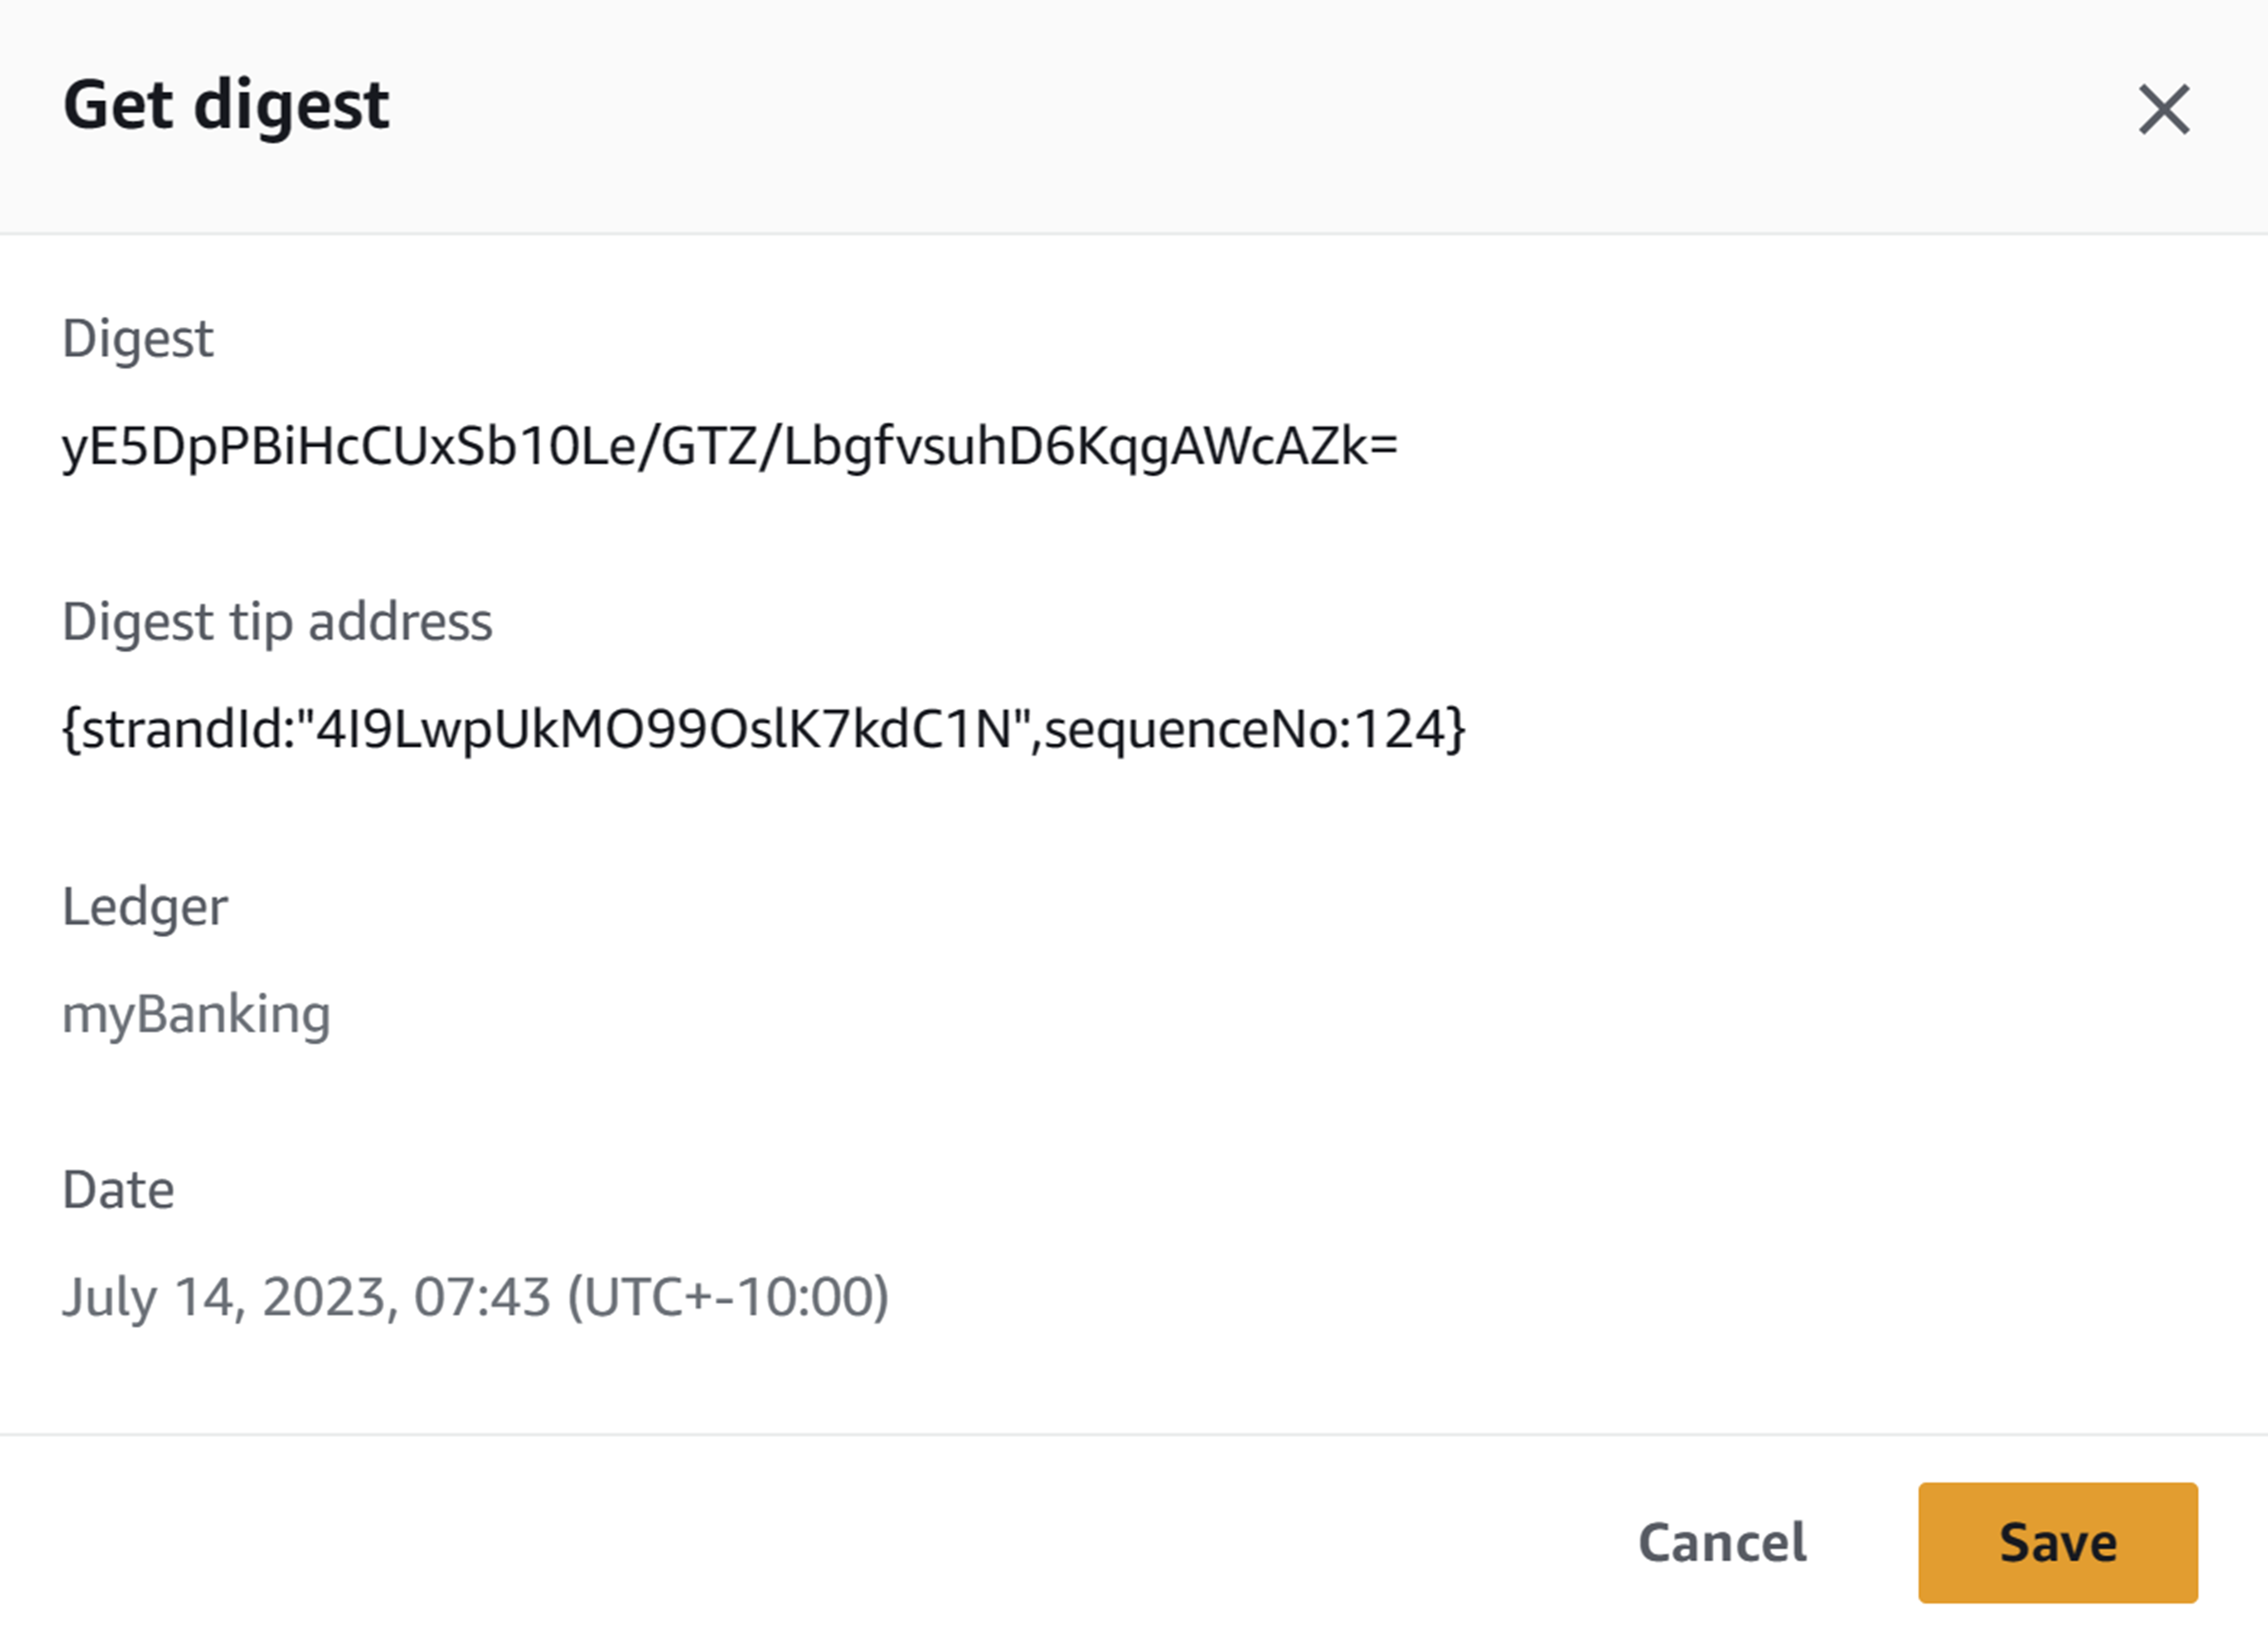 Get digest
Digest
yE5DpPBiHcCUxSb10Le/GTZ/LbgfvsuhD6KqgAWcAZk=
Digest tip address
{strandId:"4I9LwpUkMO99OslK7kdC1N",sequenceNo:124}
Ledger
myBanking
Date
July 14, 2023, 07:43 (UTC+-10:00)
Cancel
Save